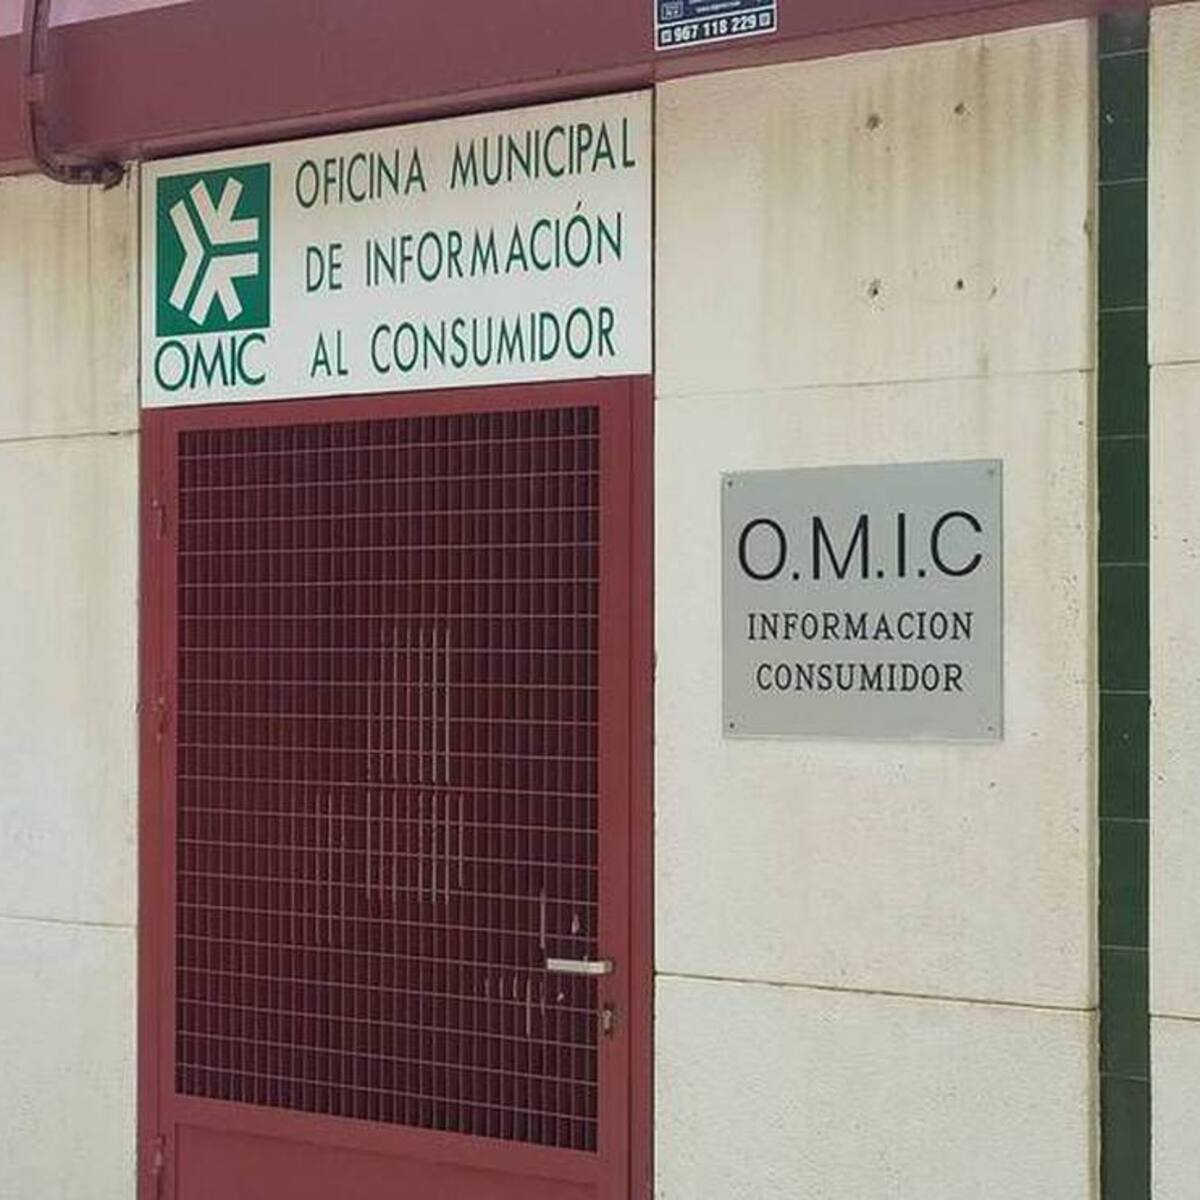 967 118 229
OFICINA MUNICIPAL
DE INFORMACIÓN
AL CONSUMIDOR
OMIC
O.M.I.C
INFORMACION
CONSUMIDOR